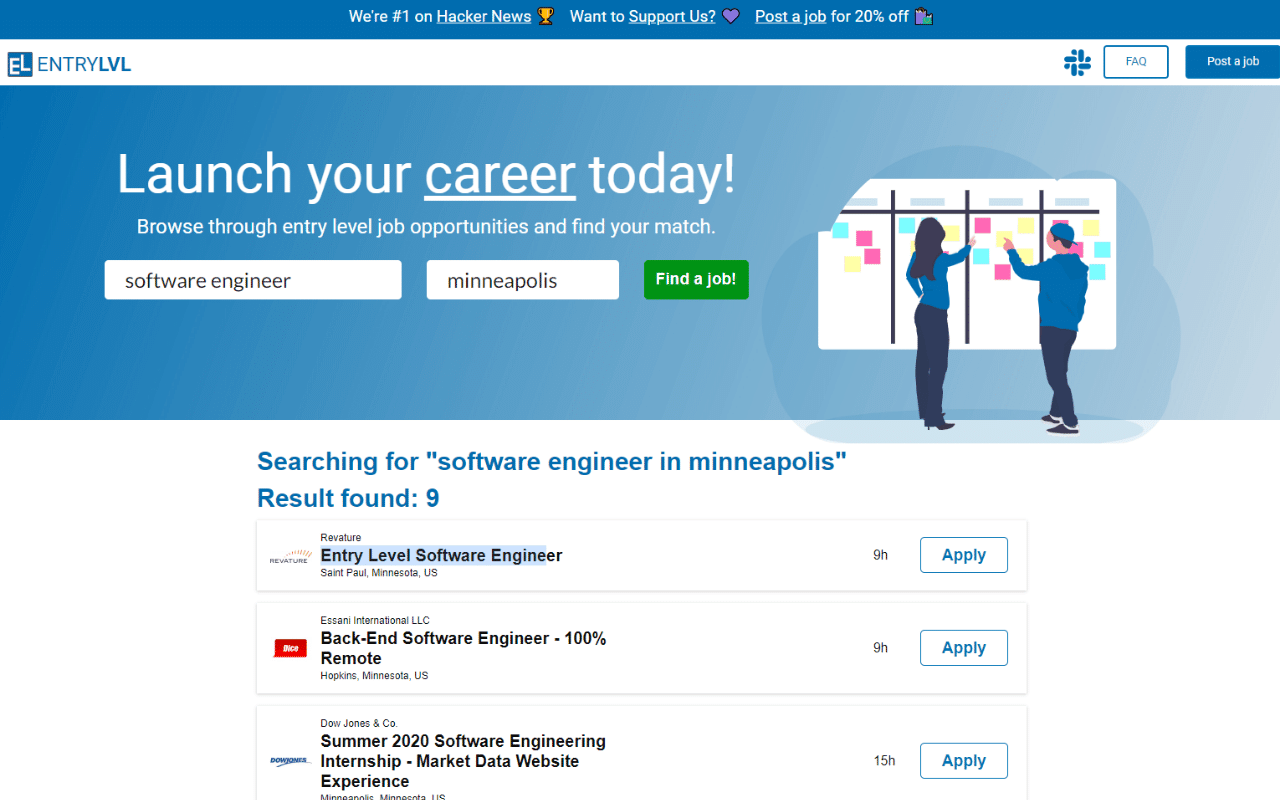 We're #1 on Hacker News 🏆 Want to Support Us? 💜 Post a job for 20% off 🛍️
EL ENTRYLVL
FAQ
Post a job
Launch your career today!
Browse through entry level job opportunities and find your match.
software engineer
minneapolis
Find a job!
Searching for "software engineer in minneapolis"
Result found: 9
REVATURE
Revature
Entry Level Software Engineer
Saint Paul, Minnesota, US
9h
Apply
Dice
Essani International LLC
Back-End Software Engineer - 100%
Remote
Hopkins, Minnesota, US
9h
Apply
DOWJONES
Dow Jones & Co.
Summer 2020 Software Engineering
Internship - Market Data Website
Experience
Minneapolis, Minnesota, US
15h
Apply